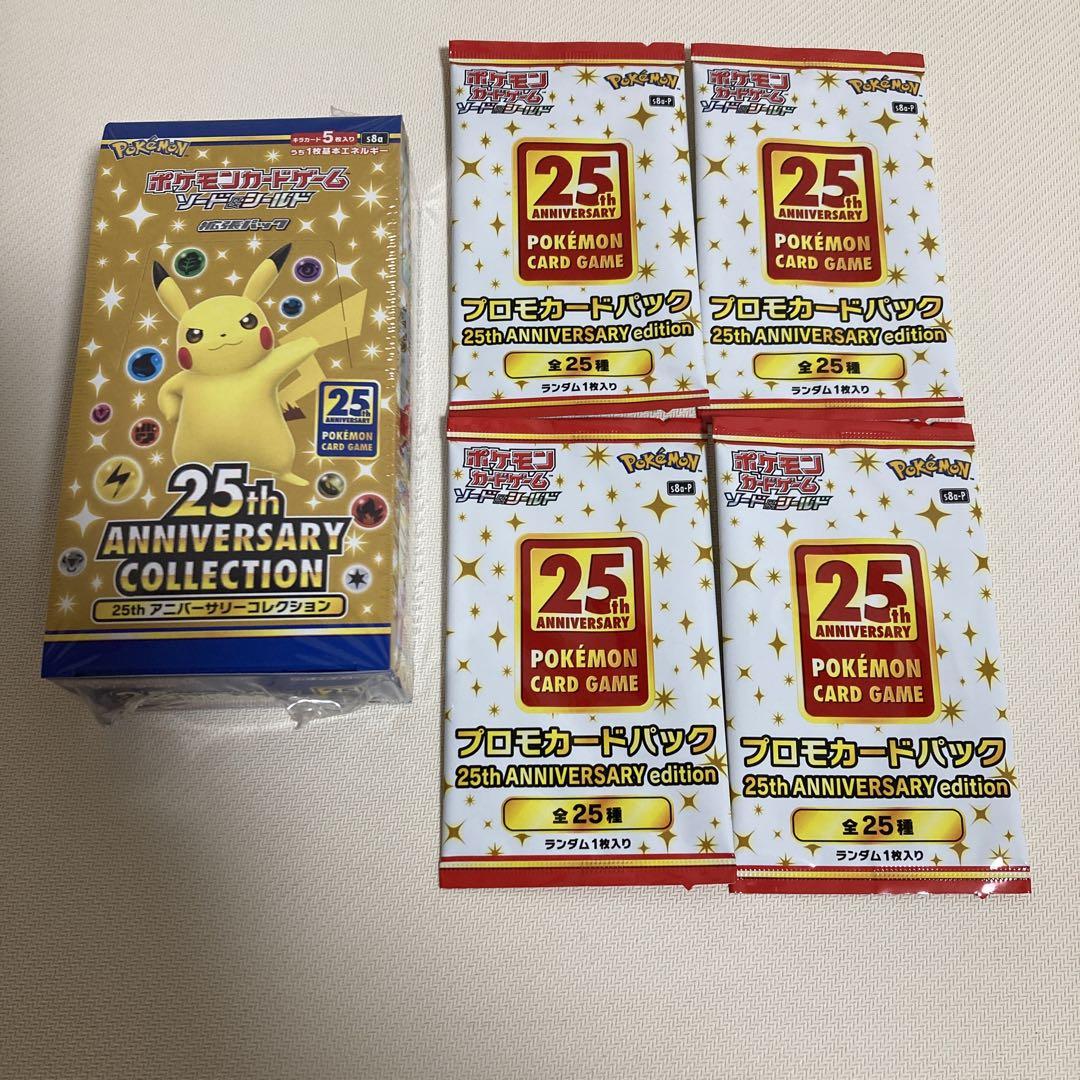 POKéMON
キラカード5枚入り
s8a
うち1枚基本エネルギー
ポケモンカードゲーム
ソード&シールド
拡張パック
25th
ANNIVERSARY
POKÉMON
CARD GAME
25th
ANNIVERSARY
COLLECTION
25th アニバーサリーコレクション
ポケモン
カードゲーム
ソード&シールド
POKéMON
s8a-P
25th
ANNIVERSARY
POKÉMON
CARD GAME
プロモカードパック
25th ANNIVERSARY edition
全25種
ランダム1枚入り
ポケモン
カードゲーム
ソード&シールド
POKéMON
s8a-P
25th
ANNIVERSARY
POKÉMON
CARD GAME
プロモカードパック
25th ANNIVERSARY edition
全25種
ランダム1枚入り
ポケモン
カードゲーム
ソード&シールド
POKéMON
s8a-P
25th
ANNIVERSARY
POKÉMON
CARD GAME
プロモカードパック
25th ANNIVERSARY edition
全25種
ランダム1枚入り
ポケモン
カードゲーム
ソード&シールド
POKéMON
s8a-P
25th
ANNIVERSARY
POKÉMON
CARD GAME
プロモカードパック
25th ANNIVERSARY edition
全25種
ランダム1枚入り